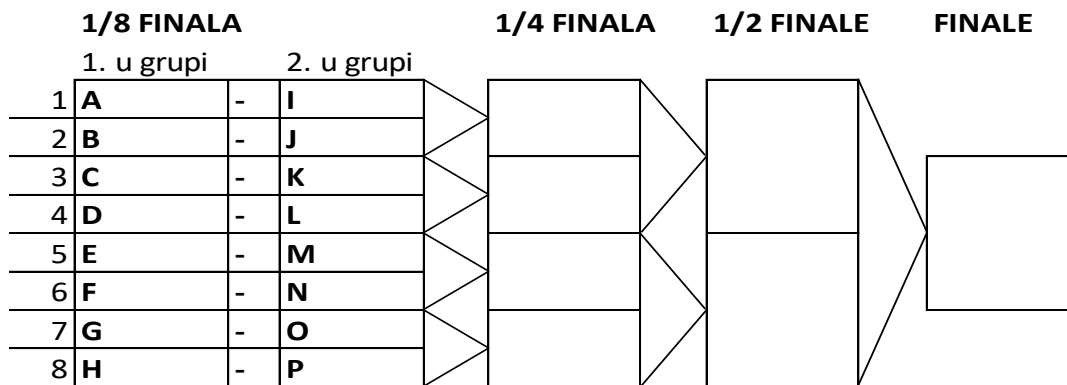 1/8 FINALA 1/4 FINALA 1/2 FINALE FINALE
1. u grupi 2. u grupi
1 A - I
2 B - J
3 C - K
4 D - L
5 E - M
6 F - N
7 G - O
8 H - P